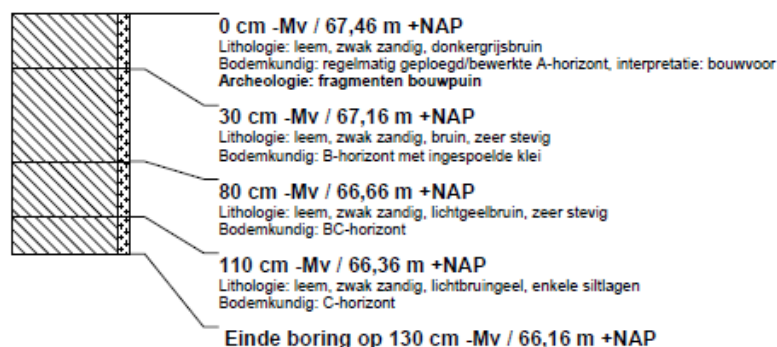 0 cm -Mv / 67,46 m +NAP
Lithologie: leem, zwak zandig, donkergrijsbruin
Bodemkundig: regelmatig geploegd/bewerkte A-horizont, interpretatie: bouwvoor
Archeologie: fragmenten bouwpuin
30 cm -Mv / 67,16 m +NAP
Lithologie: leem, zwak zandig, bruin, zeer stevig
Bodemkundig: B-horizont met ingespoelde klei
80 cm -Mv / 66,66 m +NAP
Lithologie: leem, zwak zandig, lichtgeelbruin, zeer stevig
Bodemkundig: BC-horizont
110 cm -Mv / 66,36 m +NAP
Lithologie: leem, zwak zandig, lichtbruingeel, enkele siltlagen
Bodemkundig: C-horizont
Einde boring op 130 cm -Mv / 66,16 m +NAP